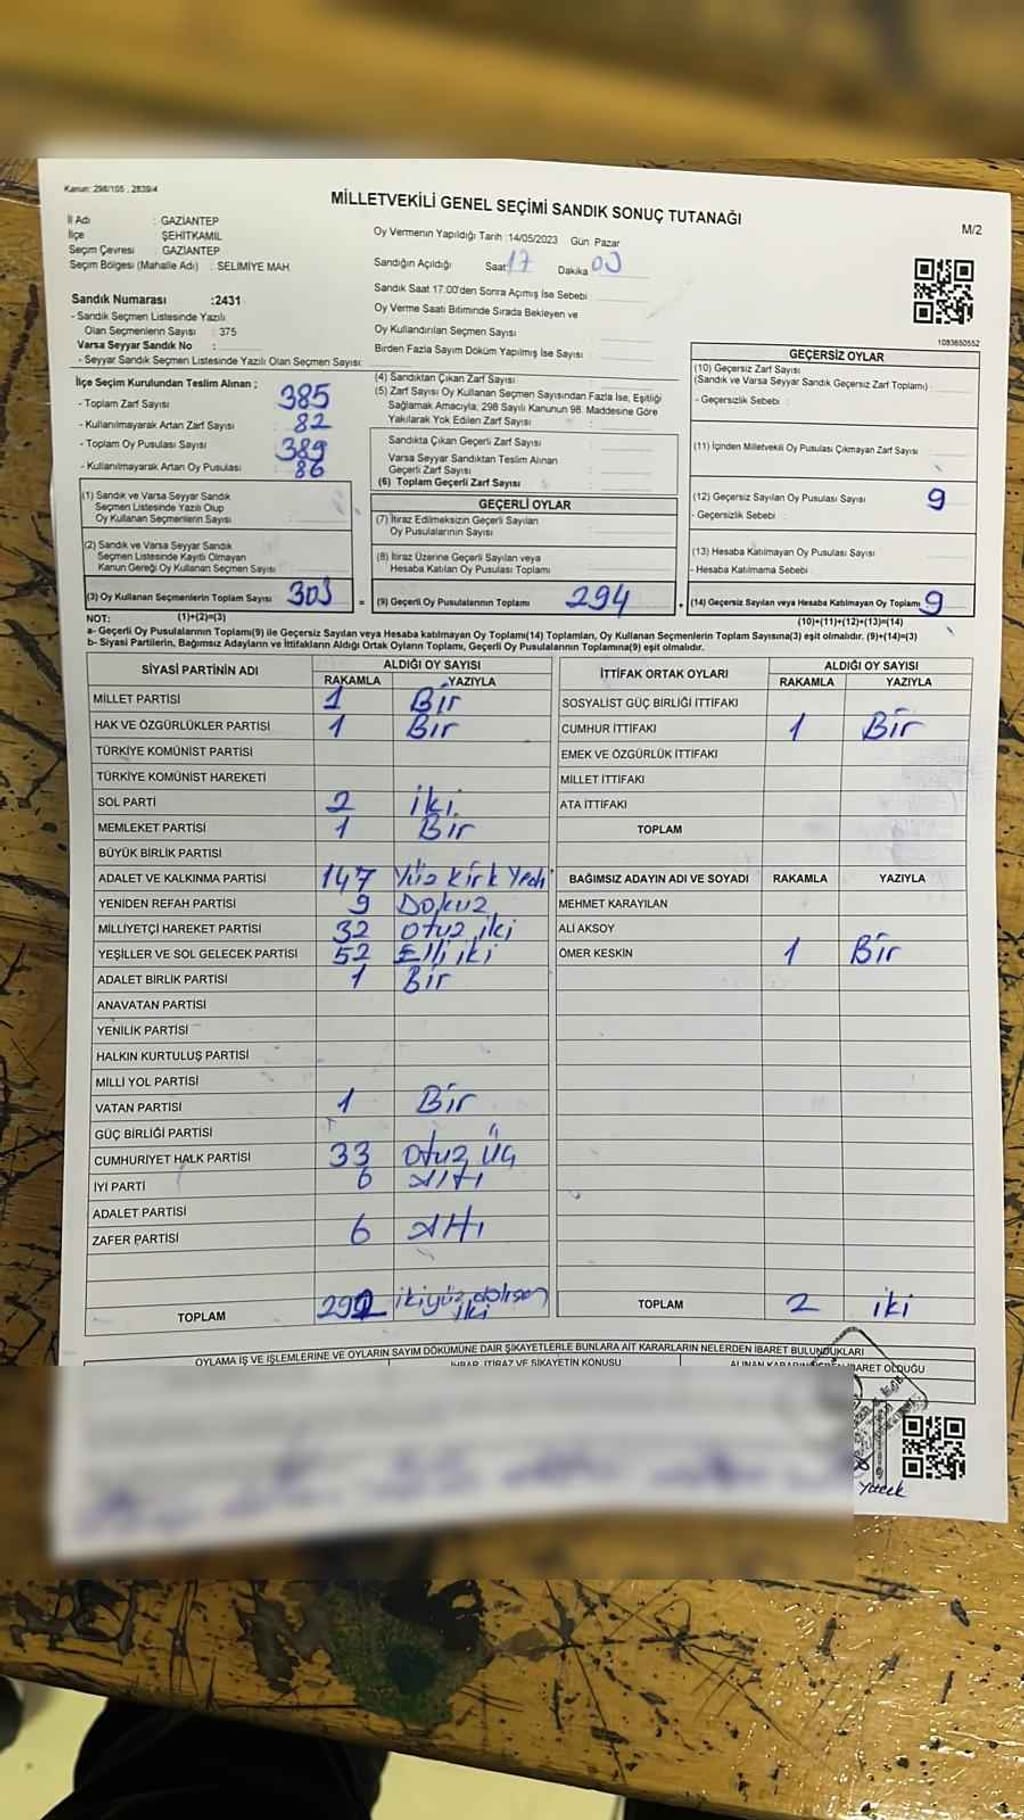 Kanun: 298/105 , 2839/4
MİLLETVEKİLİ GENEL SEÇİMİ SANDIK SONUÇ TUTANAĞI
M/2
İl Adı : GAZİANTEP
İlçe : ŞEHİTKAMİL
Seçim Çevresi : GAZİANTEP
Seçim Bölgesi (Mahalle Adı) : SELİMİYE MAH
Oy Vermenin Yapıldığı Tarih :14/05/2023 Gün Pazar
Sandığın Açıldığı Saat 17 Dakika
Sandık Saat 17:00'den Sonra Açılmış İse Sebebi
Oy Verme Saati Bitiminde Sırada Bekleyen ve
Oy Kullandırılan Seçmen Sayısı
Birden Fazla Sayım Döküm Yapılmış İse Sayısı
Sandık Numarası :2431
- Sandık Seçmen Listesinde Yazılı
Olan Seçmenlerin Sayısı : 375
Varsa Seyyar Sandık No :
- Seyyar Sandık Seçmen Listesinde Yazılı Olan Seçmen Sayısı:
1083650552
İlçe Seçim Kurulundan Teslim Alınan ;
- Toplam Zarf Sayısı 385
- Kullanılmayarak Artan Zarf Sayısı 82
- Toplam Oy Pusulası Sayısı 389
- Kullanılmayarak Artan Oy Pusulası 86
(1) Sandık ve Varsa Seyyar Sandık
Seçmen Listesinde Yazılı Olup
Oy Kullanan Seçmenlerin Sayısı
(2) Sandık ve Varsa Seyyar Sandık
Seçmen Listesinde Kayıtlı Olmayan
Kanun Gereği Oy Kullanan Seçmen Sayısı
(3) Oy Kullanan Seçmenlerin Toplam Sayısı 303
(1)+(2)=(3)
(4) Sandıktan Çıkan Zarf Sayısı
(5) Zarf Sayısı Oy Kullanan Seçmen Sayısından Fazla İse, Eşitliği
Sağlamak Amacıyla, 298 Sayılı Kanunun 98. Maddesine Göre
Yakılarak Yok Edilen Zarf Sayısı :
Sandıkta Çıkan Geçerli Zarf Sayısı
Varsa Seyyar Sandıktan Teslim Alınan
Geçerli Zarf Sayısı
(6) Toplam Geçerli Zarf Sayısı
GEÇERLİ OYLAR
(7) İtiraz Edilmeksizin Geçerli Sayılan
Oy Pusulalarının Sayısı
(8) İtiraz Üzerine Geçerli Sayılan veya
Hesaba Katılan Oy Pusulası Toplamı
= (9) Geçerli Oy Pusulalarının Toplamı 294
GEÇERSİZ OYLAR
(10) Geçersiz Zarf Sayısı
(Sandık ve Varsa Seyyar Sandık Geçersiz Zarf Toplamı) :
- Geçersizlik Sebebi :
(11) İçinden Milletvekili Oy Pusulası Çıkmayan Zarf Sayısı
(12) Geçersiz Sayılan Oy Pusulası Sayısı 9
- Geçersizlik Sebebi :
(13) Hesaba Katılmayan Oy Pusulası Sayısı
- Hesaba Katılmama Sebebi :
(14) Geçersiz Sayılan veya Hesaba Katılmayan Oy Toplamı 9
(10)+(11)+(12)+(13)=(14)
NOT:
a- Geçerli Oy Pusulalarının Toplamı(9) ile Geçersiz Sayılan veya Hesaba katılmayan Oy Toplamı(14) Toplamları, Oy Kullanan Seçmenlerin Toplam Sayısına(3) eşit olmalıdır. (9)+(14)=(3)
b- Siyasi Partilerin, Bağımsız Adayların ve İttifakların Aldığı Ortak Oyların Toplamı, Geçerli Oy Pusulalarının Toplamına(9) eşit olmalıdır.
SİYASİ PARTİNİN ADI ALDIĞI OY SAYISI
RAKAMLA YAZIYLA
MİLLET PARTİSİ 1 Bir
HAK VE ÖZGÜRLÜKLER PARTİSİ 1 Bir
TÜRKİYE KOMÜNİST PARTİSİ
TÜRKİYE KOMÜNİST HAREKETİ
SOL PARTİ 2 iki
MEMLEKET PARTİSİ 1 Bir
BÜYÜK BİRLİK PARTİSİ
ADALET VE KALKINMA PARTİSİ 147 Yüz Kırk Yedi
YENİDEN REFAH PARTİSİ 9 Dokuz
MİLLİYETÇİ HAREKET PARTİSİ 32 otuz iki
YEŞİLLER VE SOL GELECEK PARTİSİ 52 Elli iki
ADALET BİRLİK PARTİSİ 1 Bir
ANAVATAN PARTİSİ
YENİLİK PARTİSİ
HALKIN KURTULUŞ PARTİSİ
MİLLİ YOL PARTİSİ
VATAN PARTİSİ 1 Bir
GÜÇ BİRLİĞİ PARTİSİ
CUMHURİYET HALK PARTİSİ 33 otuz üç
İYİ PARTİ 6 Altı
ADALET PARTİSİ
ZAFER PARTİSİ 6 Altı
TOPLAM 292 ikiyüz doksan iki
İTTİFAK ORTAK OYLARI ALDIĞI OY SAYISI
RAKAMLA YAZIYLA
SOSYALİST GÜÇ BİRLİĞİ İTTİFAKI
CUMHUR İTTİFAKI 1 Bir
EMEK VE ÖZGÜRLÜK İTTİFAKI
MİLLET İTTİFAKI
ATA İTTİFAKI
TOPLAM
BAĞIMSIZ ADAYIN ADI VE SOYADI RAKAMLA YAZIYLA
MEHMET KARAYILAN
ALİ AKSOY
ÖMER KESKİN 1 Bir
TOPLAM 2 iki
OYLAMA İŞ VE İŞLEMLERİNE VE OYLARIN SAYIM DÖKÜMÜNE DAİR ŞİKAYETLERLE BUNLARA AİT KARARLARIN NELERDEN İBARET BULUNDUKLARI
İHBAR, İTİRAZ VE ŞİKAYETİN KONUSU